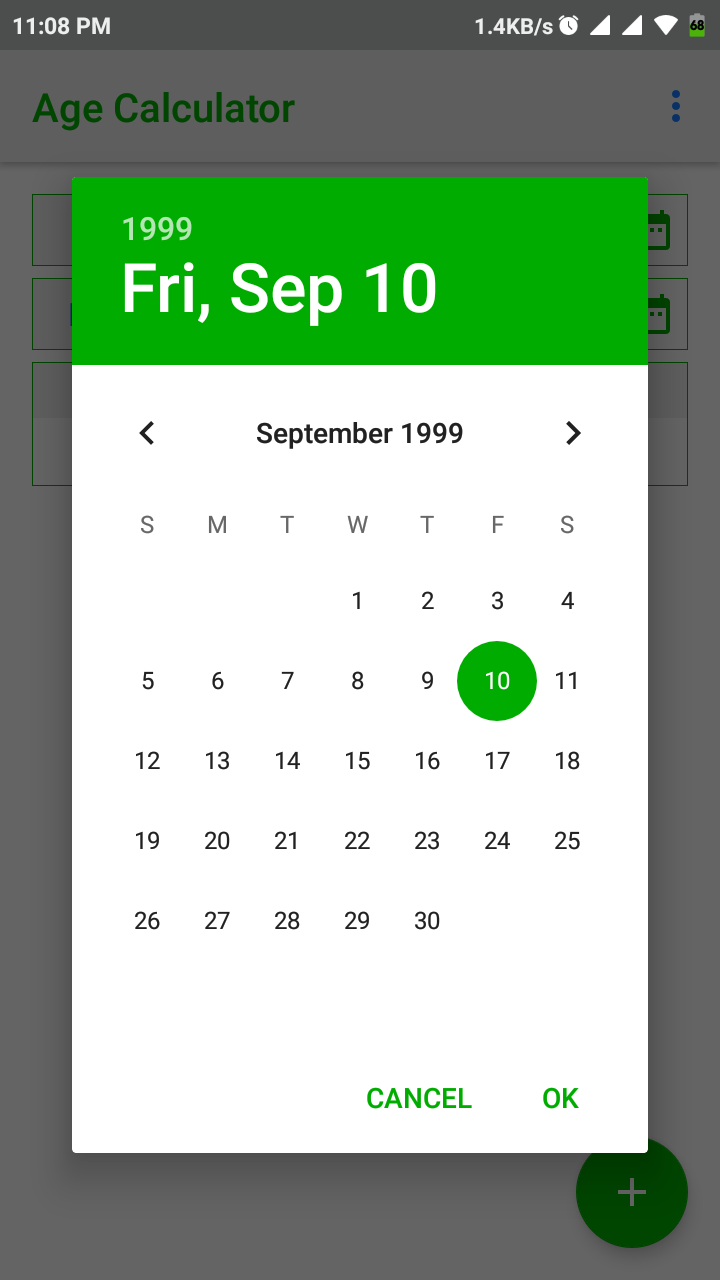 11:08 PM 1.4KB/s 68
Age Calculator
1999
Fri, Sep 10
September 1999
S M T W T F S
1 2 3 4
5 6 7 8 9 10 11
12 13 14 15 16 17 18
19 20 21 22 23 24 25
26 27 28 29 30
CANCEL OK